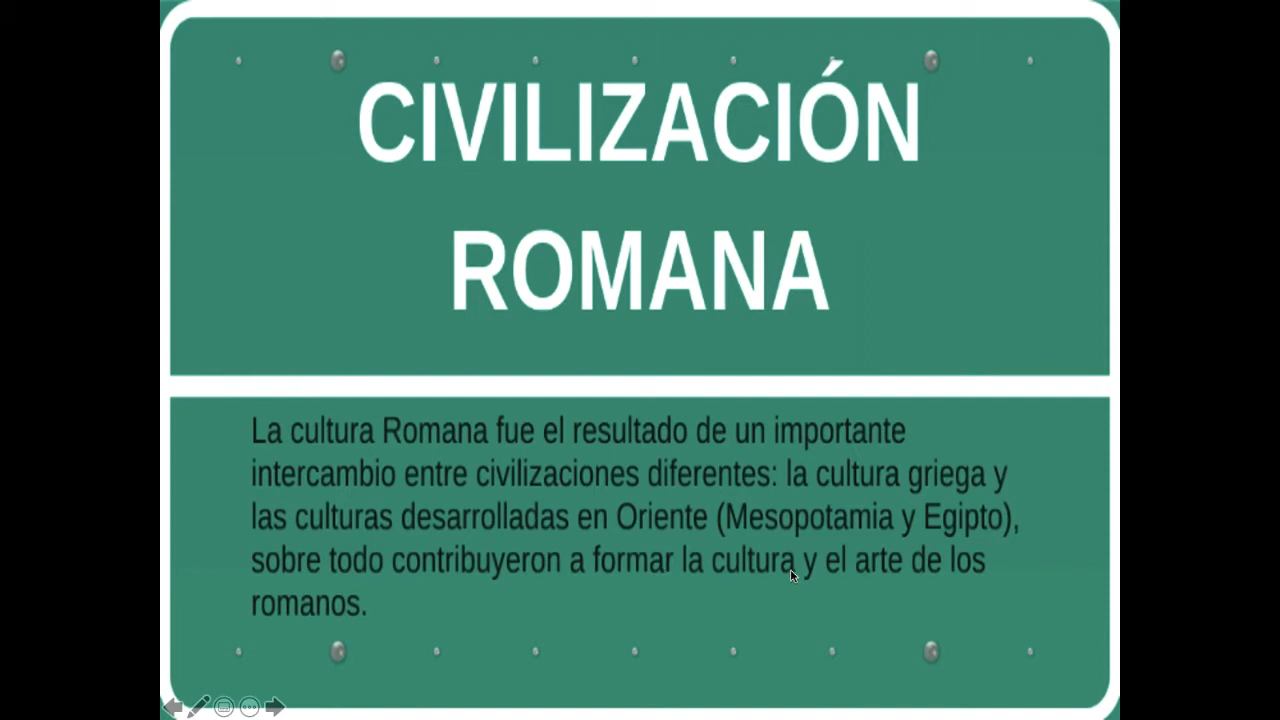 CIVILIZACIÓN
ROMANA
La cultura Romana fue el resultado de un importante
intercambio entre civilizaciones diferentes: la cultura griega y
las culturas desarrolladas en Oriente (Mesopotamia y Egipto),
sobre todo contribuyeron a formar la cultura y el arte de los
romanos.